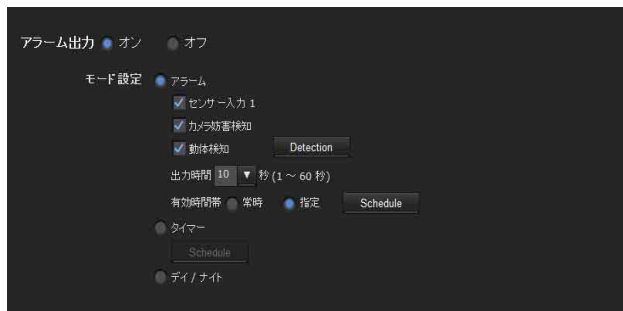 アラーム出力 オン オフ
モード設定 アラーム
センサー入力 1
カメラ妨害検知
動体検知 Detection
出力時間 10 秒 (1 ~ 60 秒)
有効時間帯 常時 指定 Schedule
タイマー
Schedule
デイ / ナイト